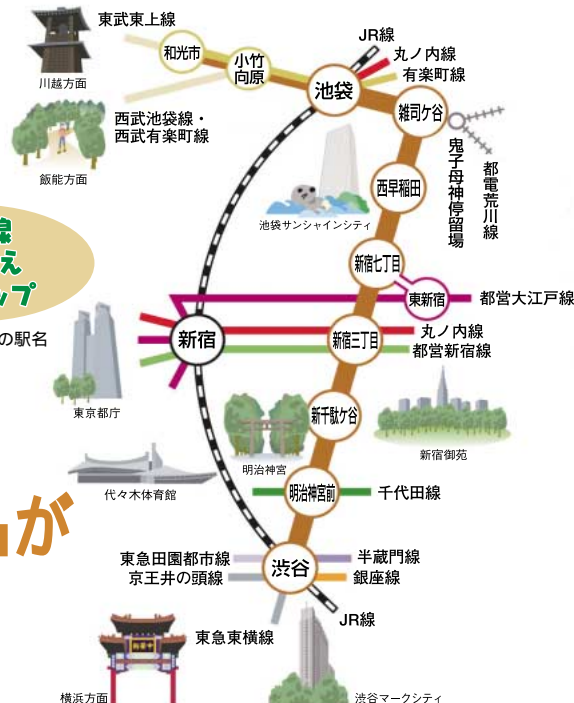 東武東上線
JR線
丸ノ内線
有楽町線
和光市
小竹
向原
池袋
川越方面
西武池袋線・
西武有楽町線
雑司ケ谷
鬼子母神停留場
都電荒川線
飯能方面
西早稲田
池袋サンシャインシティ
線
え
ップ
新宿七丁目
東新宿
都営大江戸線
の駅名
新宿
新宿三丁目
丸ノ内線
都営新宿線
東京都庁
新千駄ケ谷
新宿御苑
明治神宮
代々木体育館
明治神宮前
千代田線
が
東急田園都市線
京王井の頭線
渋谷
半蔵門線
銀座線
JR線
東急東横線
横浜方面
渋谷マークシティ